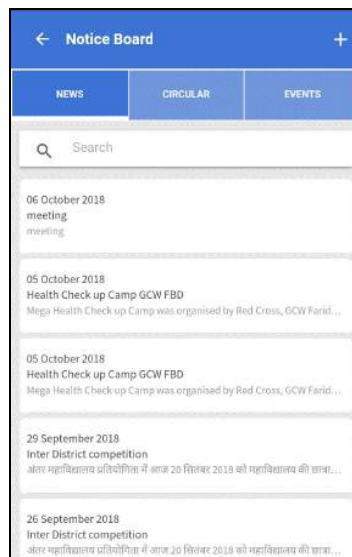 Notice Board
NEWS CIRCULAR EVENTS
Search
06 October 2018
meeting
meeting
05 October 2018
Health Check up Camp GCW FBD
Mega Health Check up Camp was organised by Red Cross, GCW Farid...
05 October 2018
Health Check up Camp GCW FBD
Mega Health Check up Camp was organised by Red Cross, GCW Farid...
29 September 2018
Inter District competition
अंतर महाविद्यालय प्रतियोगिता में आज 20 सितंबर 2018 को महाविद्यालय की छात्रा...
26 September 2018
Inter District competition
अंतर महाविद्यालय प्रतियोगिता में आज 20 सितंबर 2018 को महाविद्यालय की छात्रा...